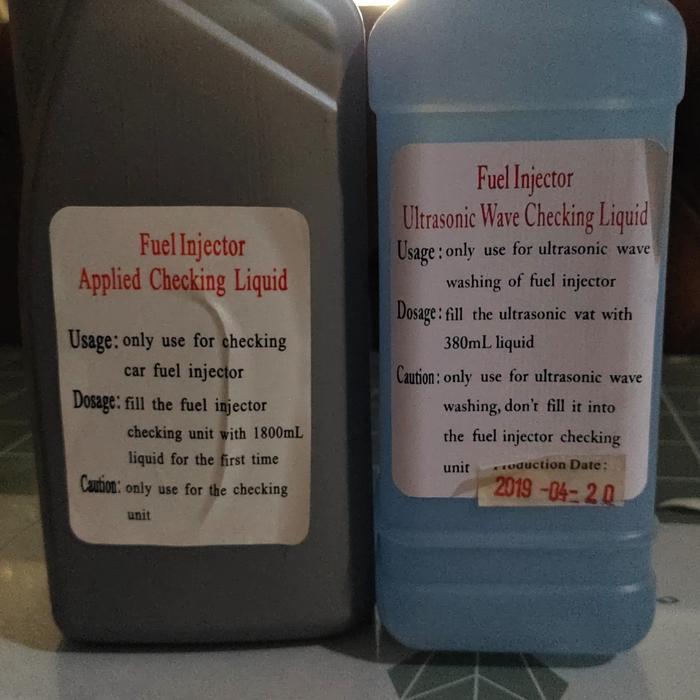 Fuel Injector
Applied Checking Liquid
Usage: only use for checking
car fuel injector
Dosage: fill the fuel injector
checking unit with 1800mL
liquid for the first time
Caution: only use for the checking
unit
Fuel Injector
Ultrasonic Wave Checking Liquid
Usage: only use for ultrasonic wave
washing of fuel injector
Dosage: fill the ultrasonic vat with
380mL liquid
Caution: only use for ultrasonic wave
washing, don't fill it into
the fuel injector checking
unit
Production Date:
2019-04-20